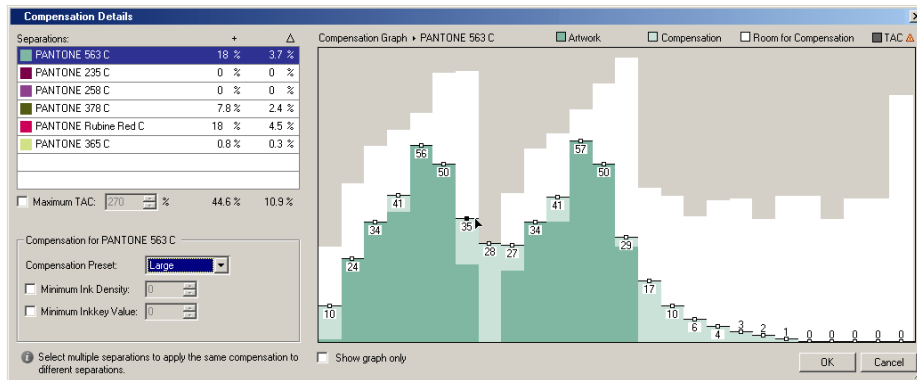 Compensation Details
Separations: + Δ
PANTONE 563 C 18 % 3.7 %
PANTONE 235 C 0 % 0 %
PANTONE 258 C 0 % 0 %
PANTONE 378 C 7.8 % 2.4 %
PANTONE Rubine Red C 18 % 4.5 %
PANTONE 365 C 0.8 % 0.3 %
Maximum TAC: 270 % 44.6 % 10.9 %
Compensation for PANTONE 563 C
Compensation Preset: Large
Minimum Ink Density: 0
Minimum Inkkey Value: 0
Select multiple separations to apply the same compensation to
different separations.
Compensation Graph ▸ PANTONE 563 C Artwork Compensation Room for Compensation TAC
10 24 34 41 56 50 35 28 27 34 41 57 50 29 17 10 6 4 3 2 1 0 0 0 0 0
Show graph only
OK Cancel